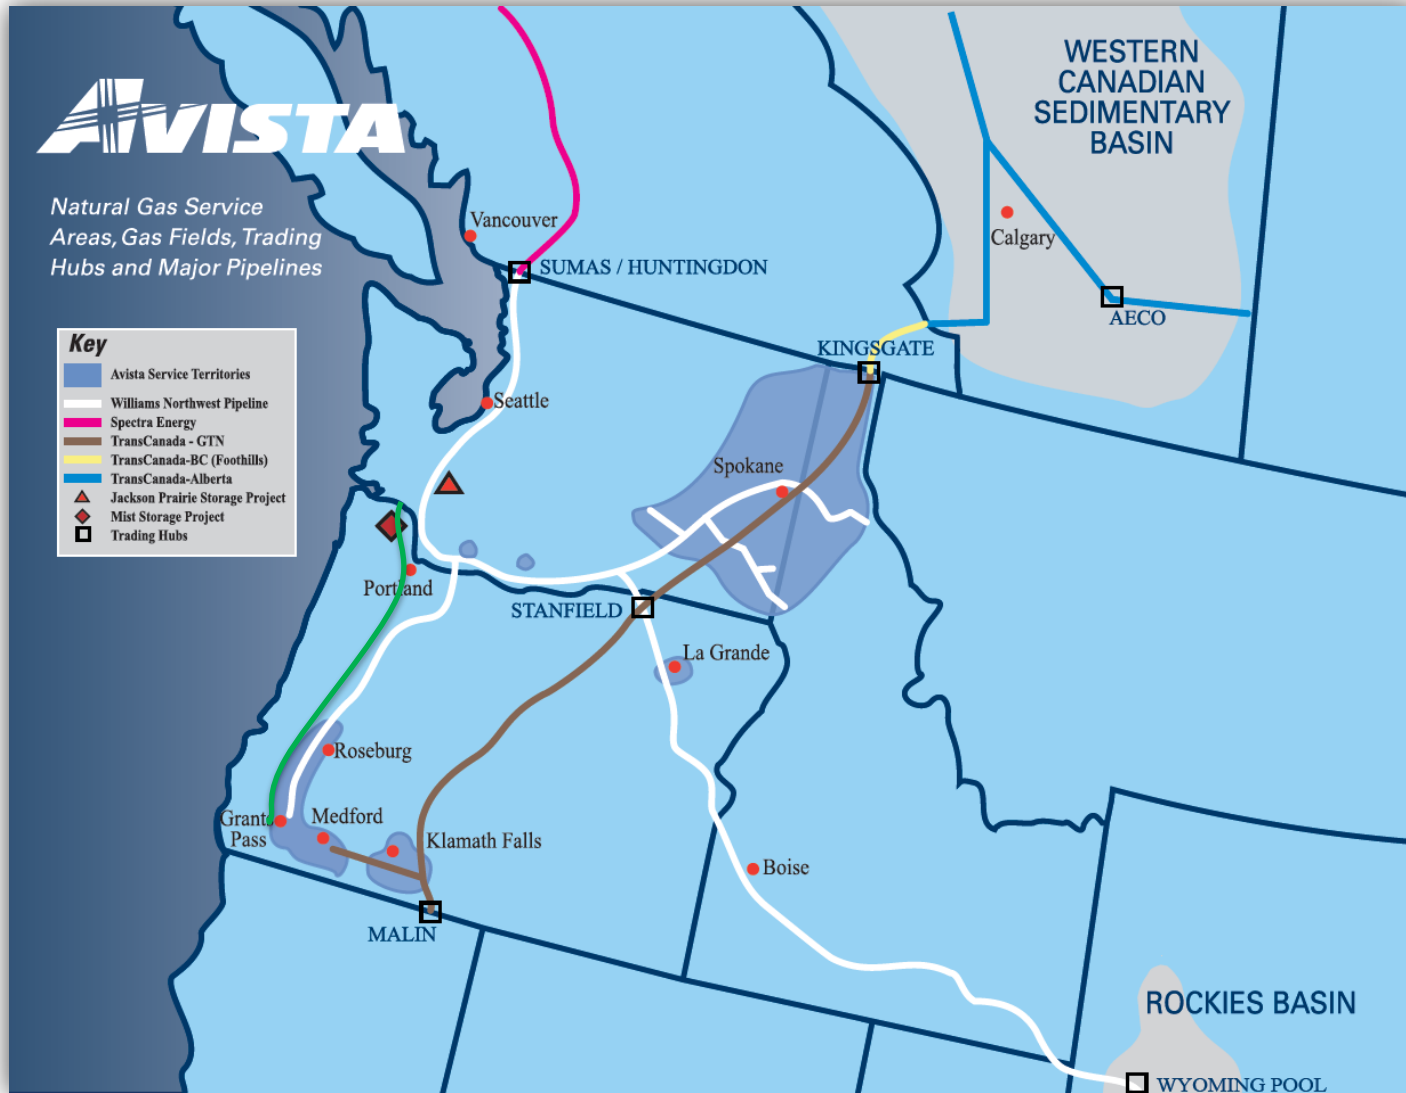 AVISTA
Natural Gas Service
Areas, Gas Fields, Trading
Hubs and Major Pipelines
Key
Avista Service Territories
Williams Northwest Pipeline
Spectra Energy
TransCanada - GTN
TransCanada-BC (Foothills)
TransCanada-Alberta
Jackson Prairie Storage Project
Mist Storage Project
Trading Hubs
WESTERN
CANADIAN
SEDIMENTARY
BASIN
Vancouver
Calgary
SUMAS / HUNTINGDON
AECO
KINGSGATE
Seattle
Spokane
Portland
STANFIELD
La Grande
Roseburg
Grants
Pass
Medford
Klamath Falls
Boise
MALIN
ROCKIES BASIN
WYOMING POOL